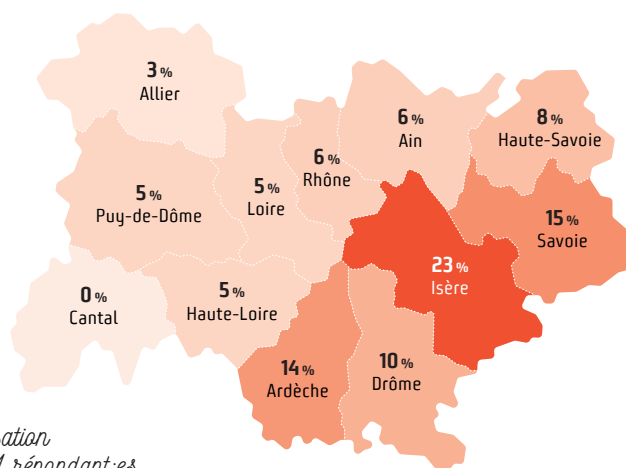 3 %
Allier
6 %
Ain
8 %
Haute-Savoie
6 %
Rhône
5 %
Loire
5 %
Puy-de-Dôme
15 %
Savoie
23 %
Isère
0 %
Cantal
5 %
Haute-Loire
14 %
Ardèche
10 %
Drôme
répondant·es